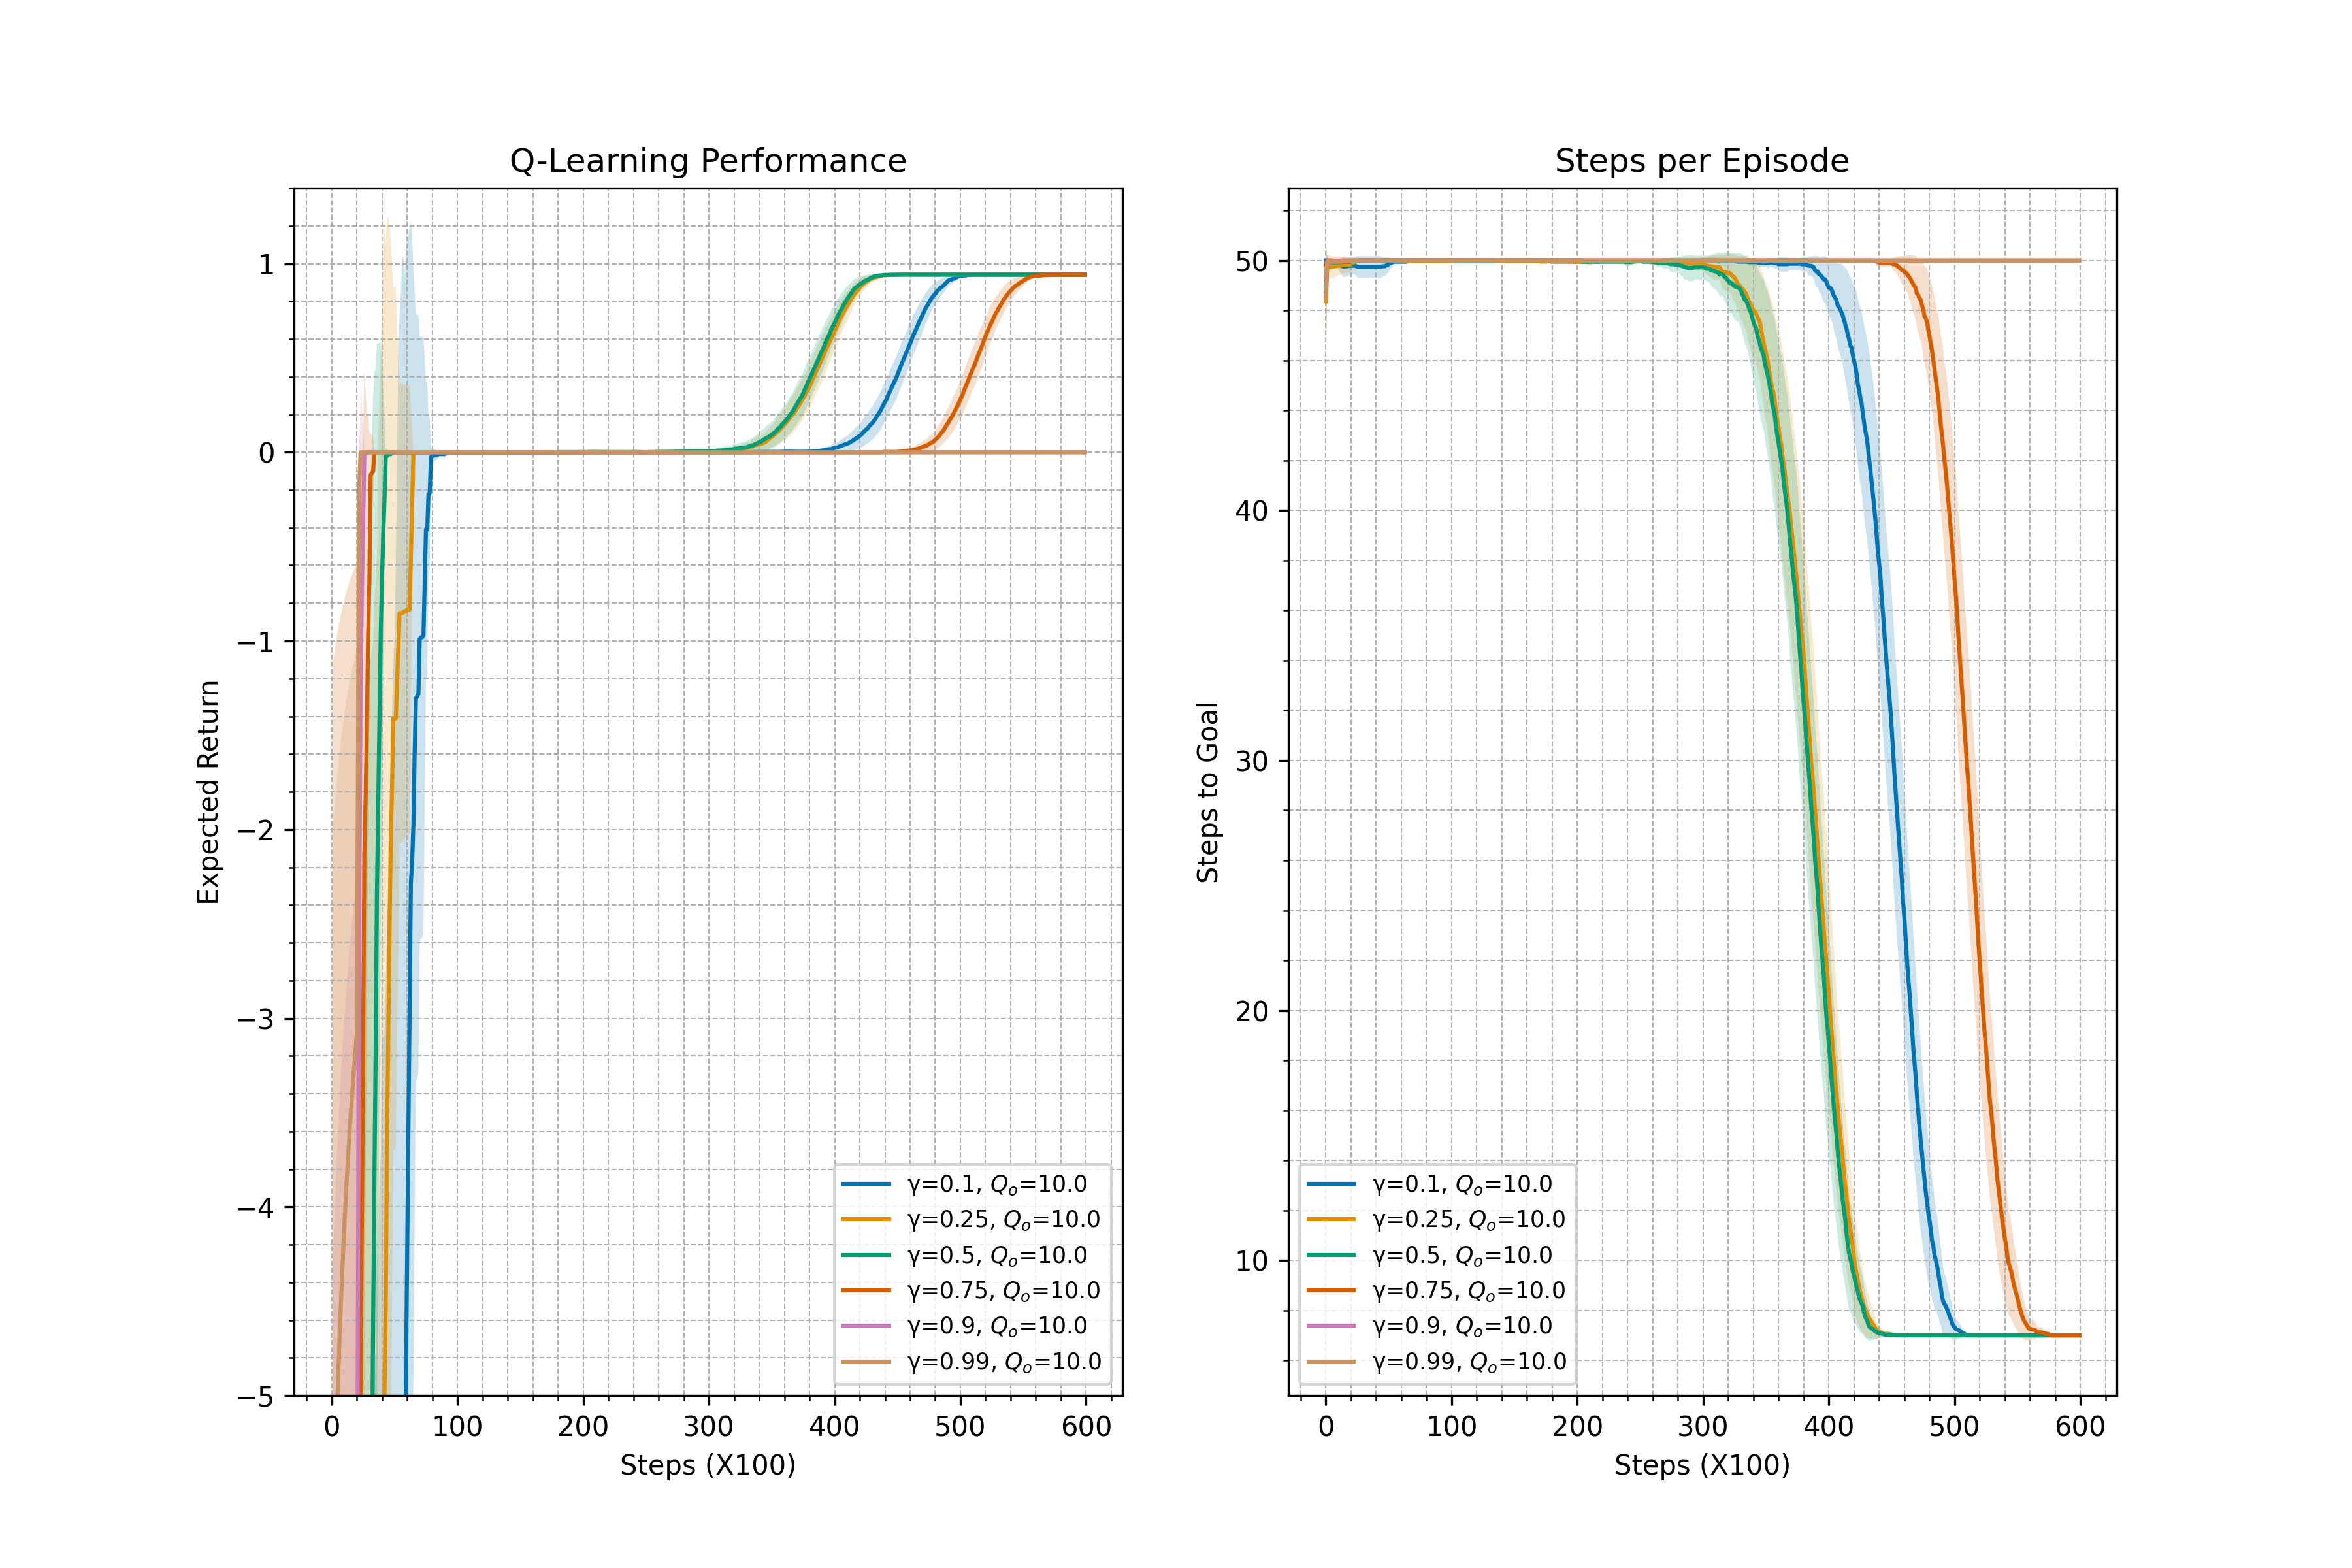 Q-Learning Performance
Expected Return
1
0
−1
−2
−3
−4
−5
0 100 200 300 400 500 600
Steps (X100)
γ=0.1, Qₒ=10.0
γ=0.25, Qₒ=10.0
γ=0.5, Qₒ=10.0
γ=0.75, Qₒ=10.0
γ=0.9, Qₒ=10.0
γ=0.99, Qₒ=10.0
Steps per Episode
Steps to Goal
50
40
30
20
10
0 100 200 300 400 500 600
Steps (X100)
γ=0.1, Qₒ=10.0
γ=0.25, Qₒ=10.0
γ=0.5, Qₒ=10.0
γ=0.75, Qₒ=10.0
γ=0.9, Qₒ=10.0
γ=0.99, Qₒ=10.0